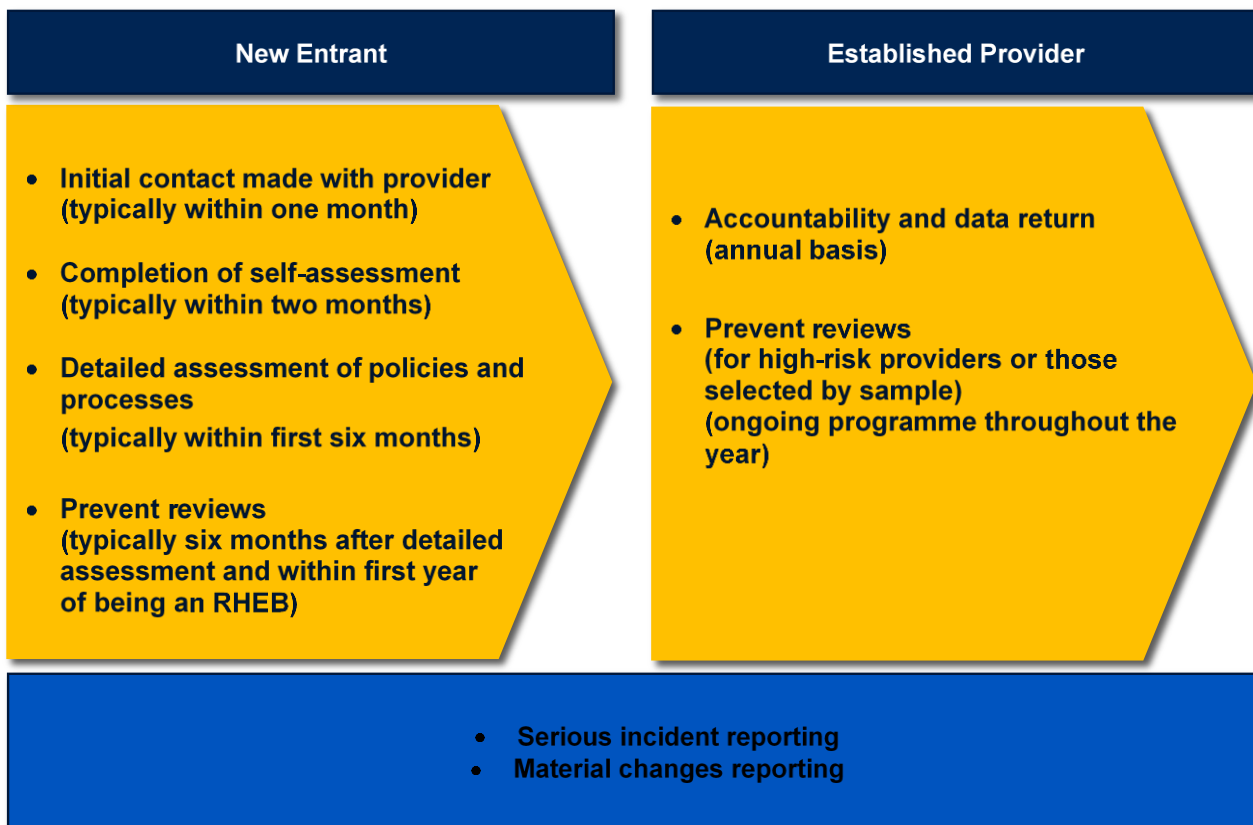 New Entrant
Established Provider
• Initial contact made with provider
(typically within one month)
• Completion of self-assessment
(typically within two months)
• Detailed assessment of policies and
processes
(typically within first six months)
• Prevent reviews
(typically six months after detailed
assessment and within first year
of being an RHEB)
• Accountability and data return
(annual basis)
• Prevent reviews
(for high-risk providers or those
selected by sample)
(ongoing programme throughout the
year)
• Serious incident reporting
• Material changes reporting